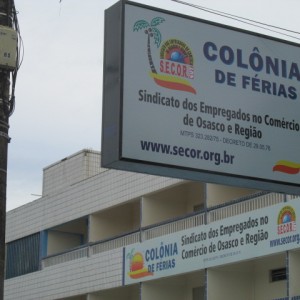 SECOR
COLÔNIA
DE FÉRIAS
Sindicato dos Empregados no Comércio
de Osasco e Região
www.secor.org.br
COLÔNIA
DE FÉRIAS
Sindicato dos Empregados no
Comércio de Osasco e Região
www.s